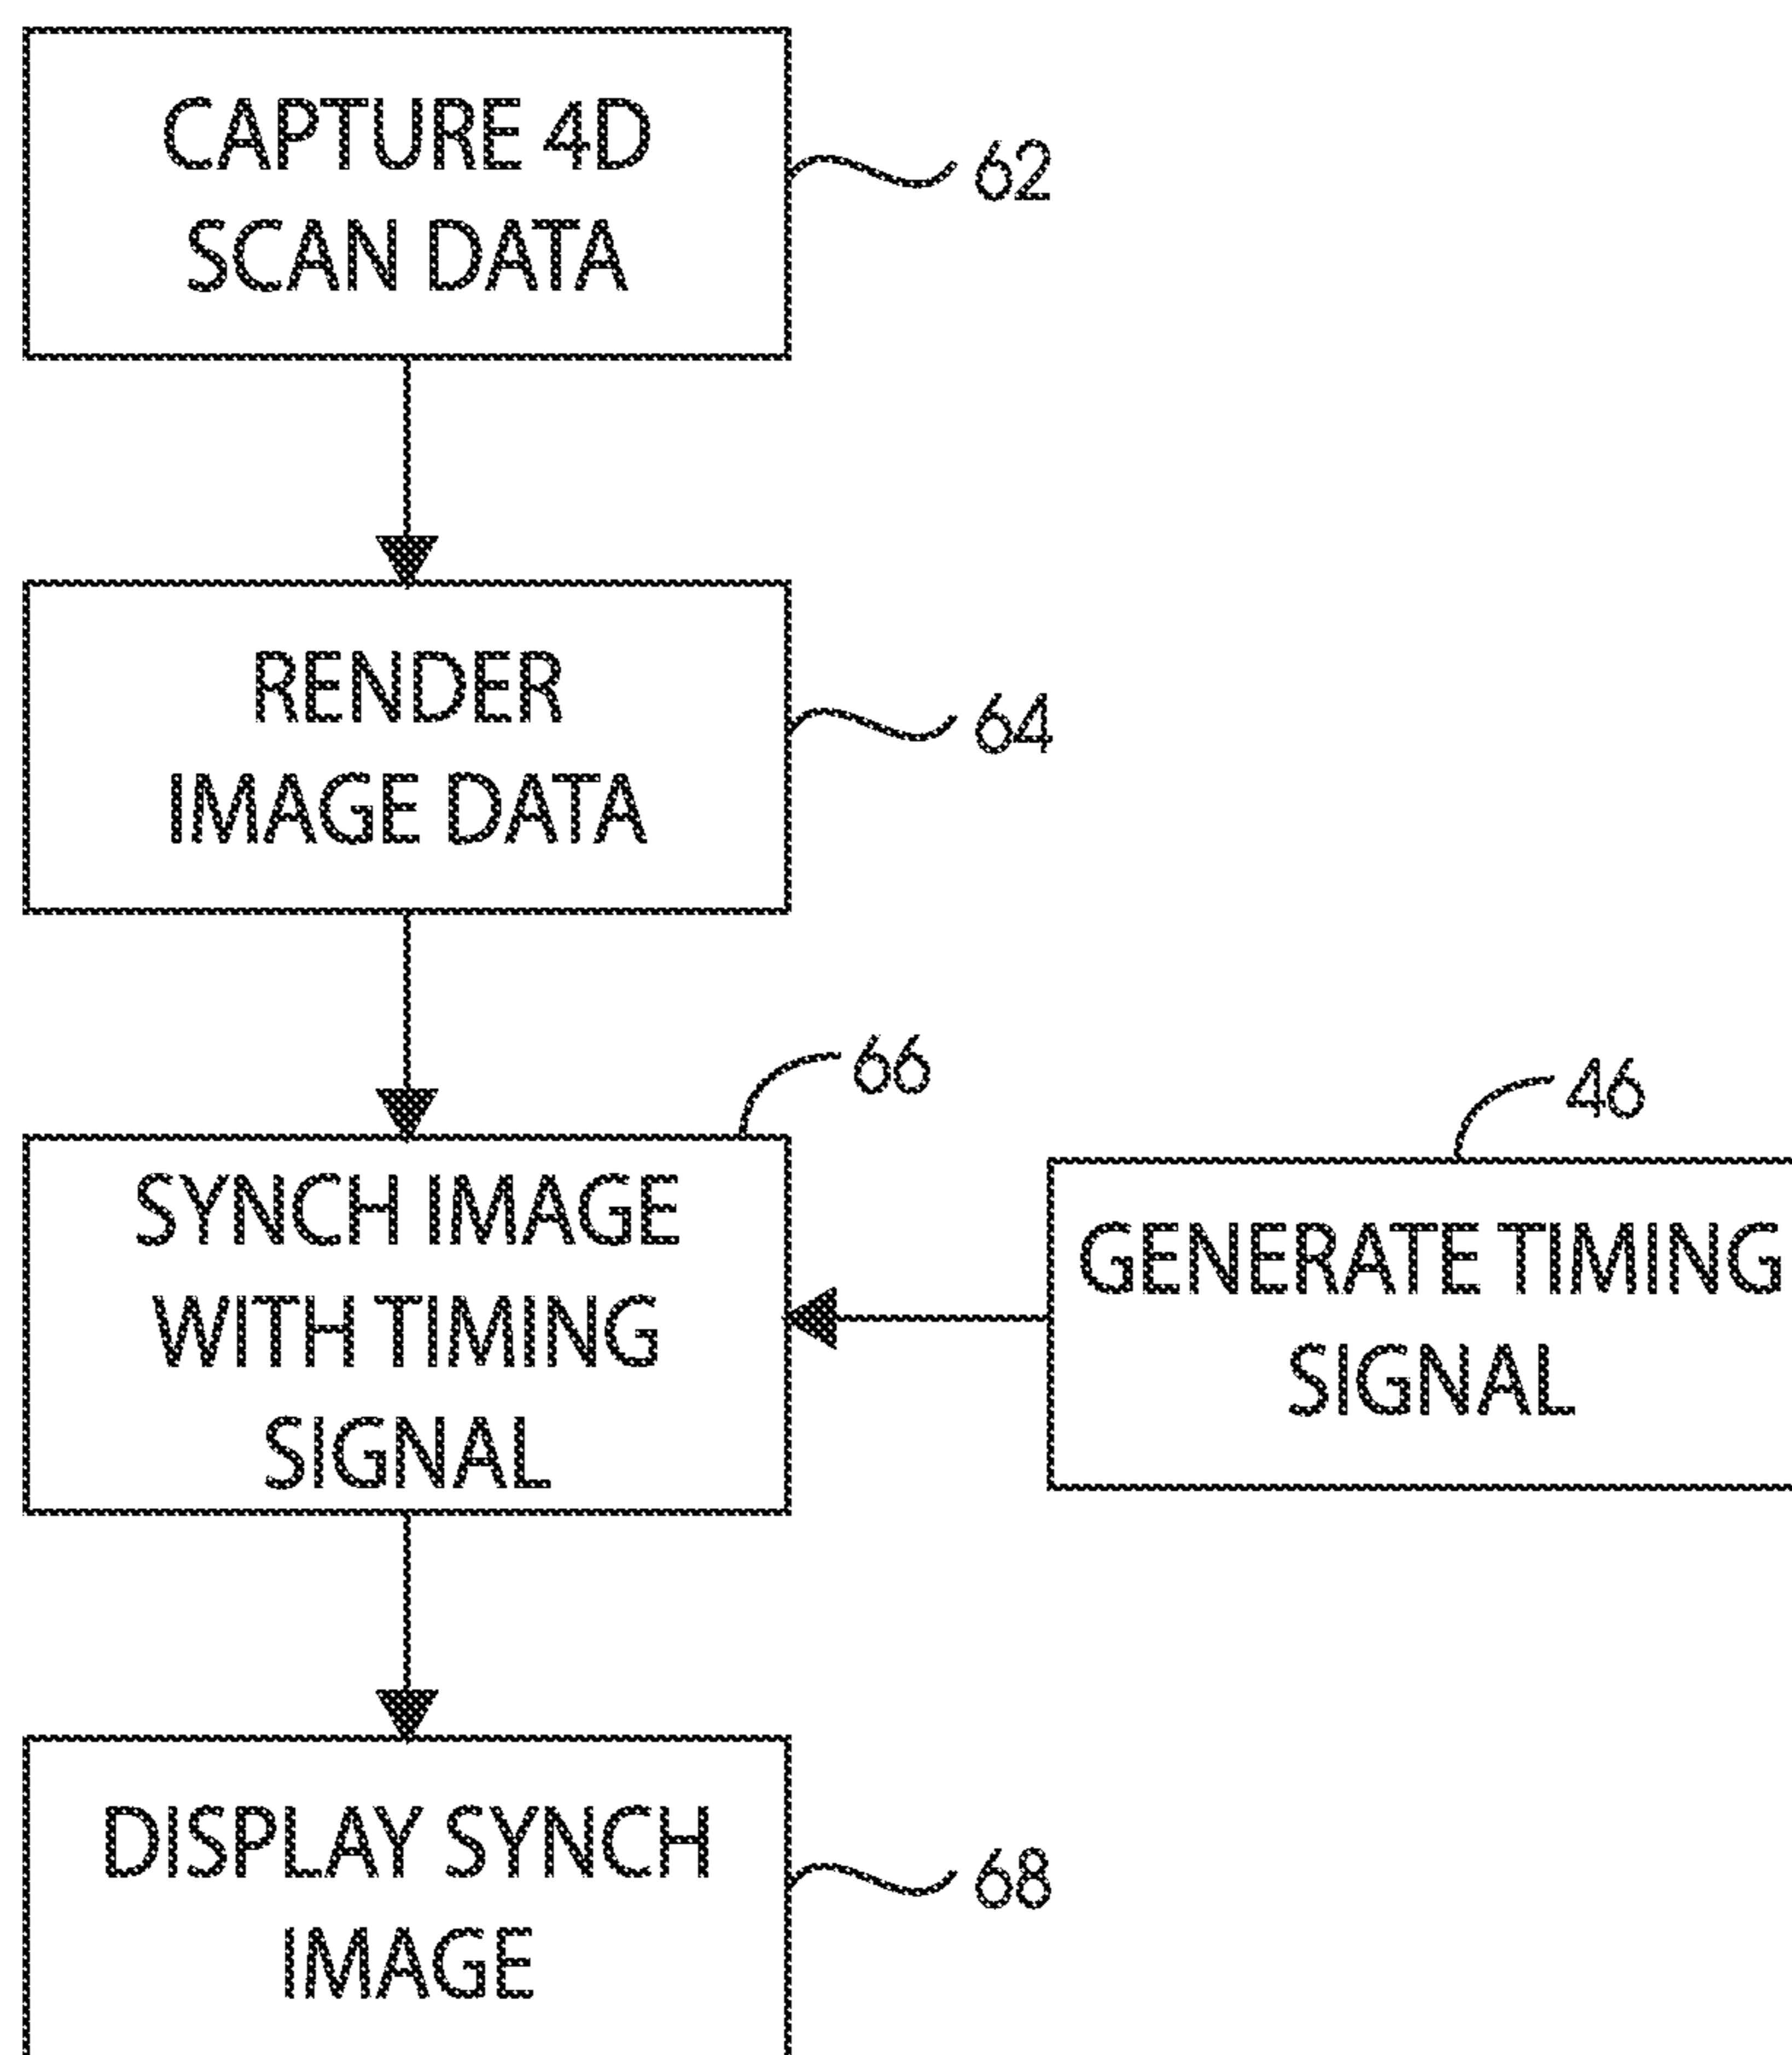 CAPTURE 4D
SCAN DATA
62
RENDER
IMAGE DATA
64
66
SYNCH IMAGE
WITH TIMING
SIGNAL
46
GENERATE TIMING
SIGNAL
DISPLAY SYNCH
IMAGE
68